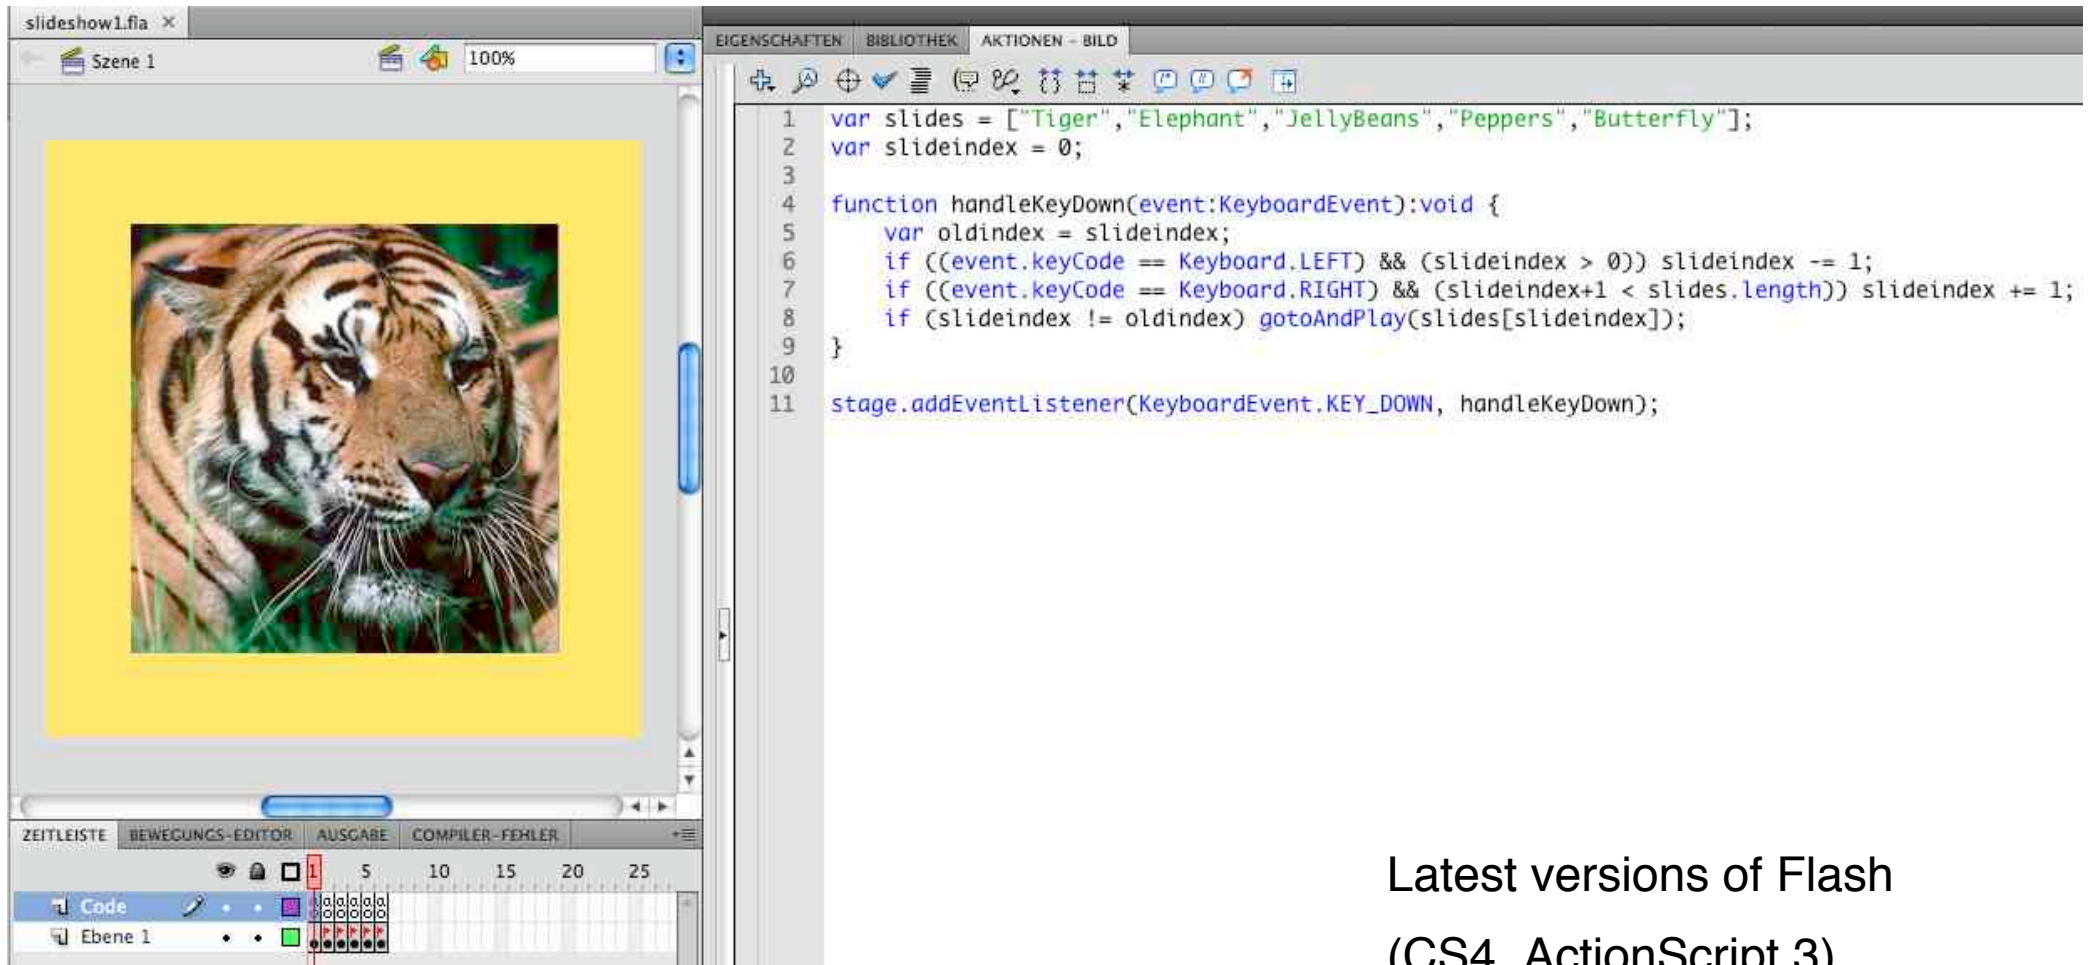 slideshow1.fla ×
Szene 1 100%
EIGENSCHAFTEN BIBLIOTHEK AKTIONEN – BILD
1 var slides = ["Tiger","Elephant","JellyBeans","Peppers","Butterfly"];
2 var slideindex = 0;
3
4 function handleKeyDown(event:KeyboardEvent):void {
5 var oldindex = slideindex;
6 if ((event.keyCode == Keyboard.LEFT) && (slideindex > 0)) slideindex -= 1;
7 if ((event.keyCode == Keyboard.RIGHT) && (slideindex+1 < slides.length)) slideindex += 1;
8 if (slideindex != oldindex) gotoAndPlay(slides[slideindex]);
9 }
10
11 stage.addEventListener(KeyboardEvent.KEY_DOWN, handleKeyDown);
ZEITLEISTE BEWEGUNGS-EDITOR AUSGABE COMPILER-FEHLER
1 5 10 15 20 25
Code
Ebene 1
Latest versions of Flash
(CS4, ActionScript 3)